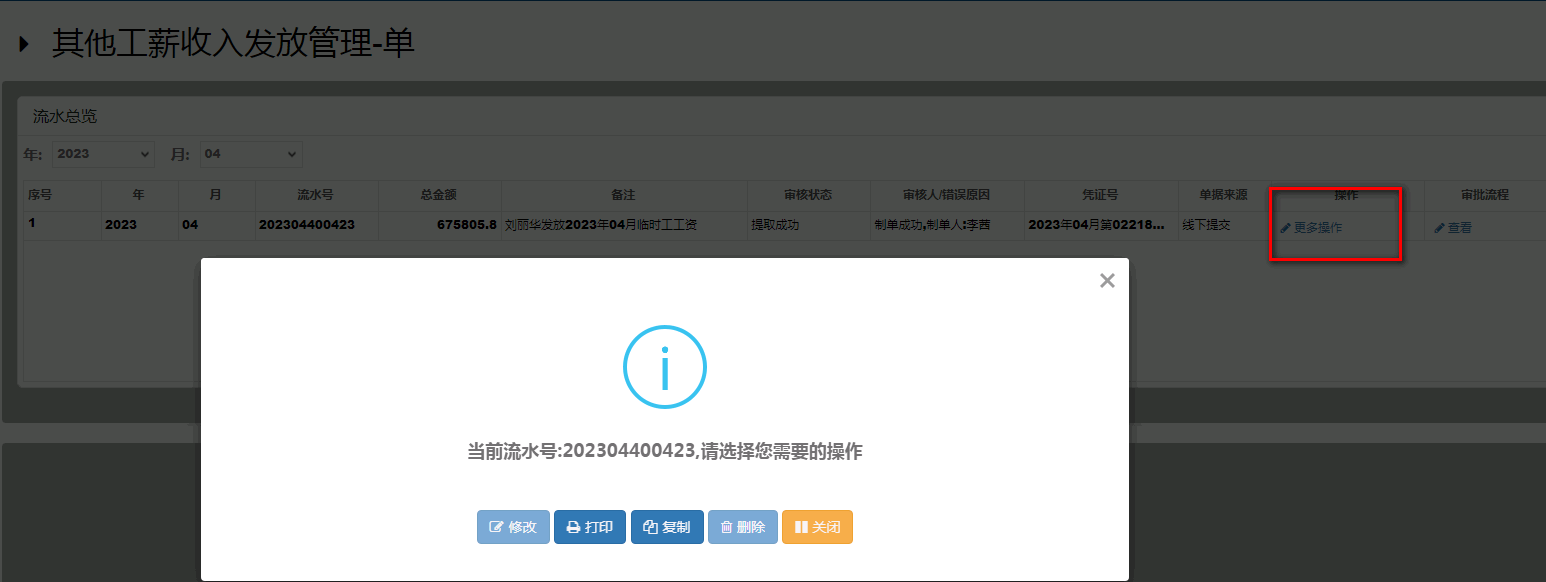 其他工薪收入发放管理-单
流水总览
年: 2023 月: 04
序号 年 月 流水号 总金额 备注 审核状态 审核人/错误原因 凭证号 单据来源 操作 审批流程
1 2023 04 202304400423 675805.8 刘丽华发放2023年04月临时工工资 提取成功 制单成功,制单人:李茜 2023年04月第02218... 线下提交 更多操作 查看
当前流水号:202304400423,请选择您需要的操作
修改 打印 复制 删除 关闭